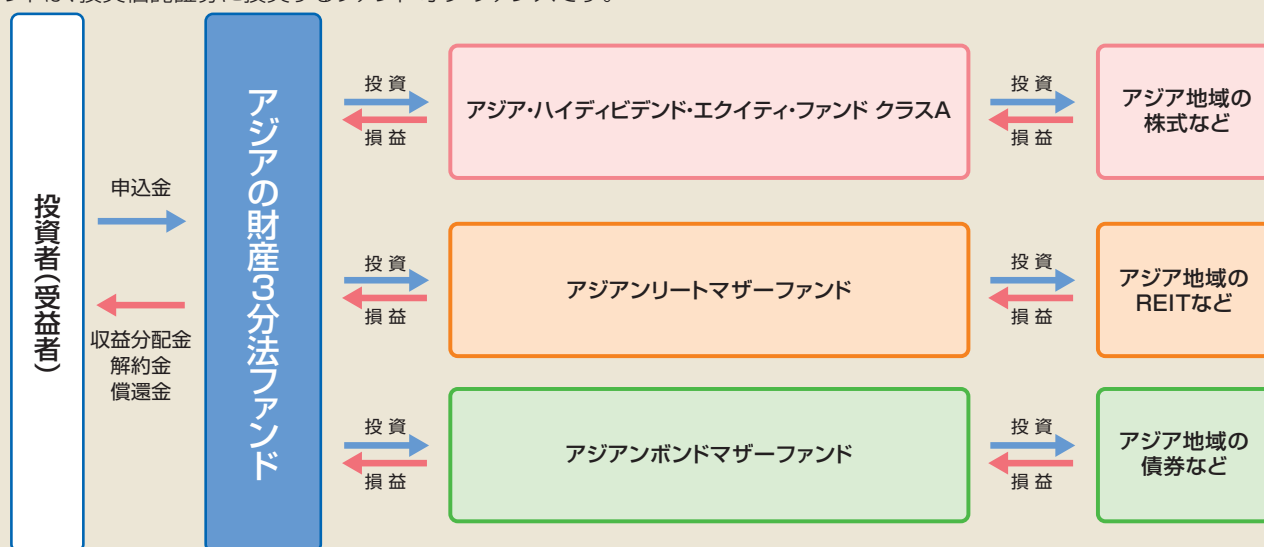 投資者(受益者)
申込金
収益分配金
解約金
償還金
アジアの財産3分法ファンド
投 資
損 益
アジア・ハイディビデンド・エクイティ・ファンド クラスA
投 資
損 益
アジア地域の
株式など
投 資
損 益
アジアンリートマザーファンド
投 資
損 益
アジア地域の
REITなど
投 資
損 益
アジアンボンドマザーファンド
投 資
損 益
アジア地域の
債券など